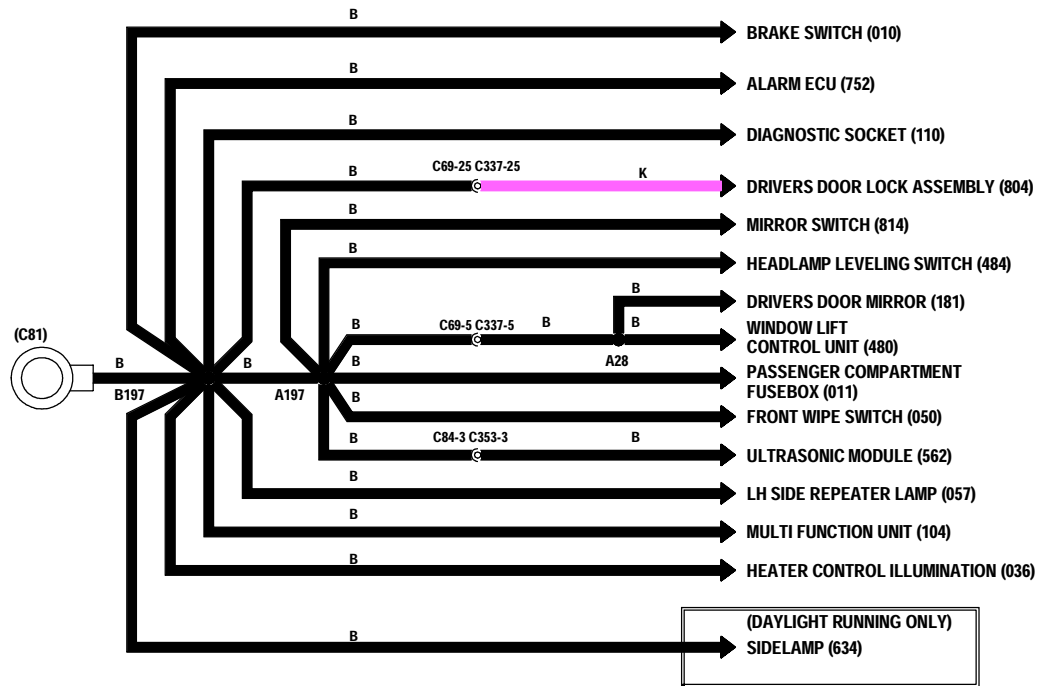 B
BRAKE SWITCH (010)
B
ALARM ECU (752)
B
DIAGNOSTIC SOCKET (110)
B
C69-25 C337-25
K
DRIVERS DOOR LOCK ASSEMBLY (804)
B
MIRROR SWITCH (814)
B
HEADLAMP LEVELING SWITCH (484)
B
DRIVERS DOOR MIRROR (181)
(C81)
B
C69-5 C337-5
B
B
WINDOW LIFT
CONTROL UNIT (480)
A28
B
B
B
PASSENGER COMPARTMENT
FUSEBOX (011)
B197
A197
B
FRONT WIPE SWITCH (050)
B
C84-3 C353-3
B
ULTRASONIC MODULE (562)
B
LH SIDE REPEATER LAMP (057)
B
MULTI FUNCTION UNIT (104)
B
HEATER CONTROL ILLUMINATION (036)
(DAYLIGHT RUNNING ONLY)
B
SIDELAMP (634)